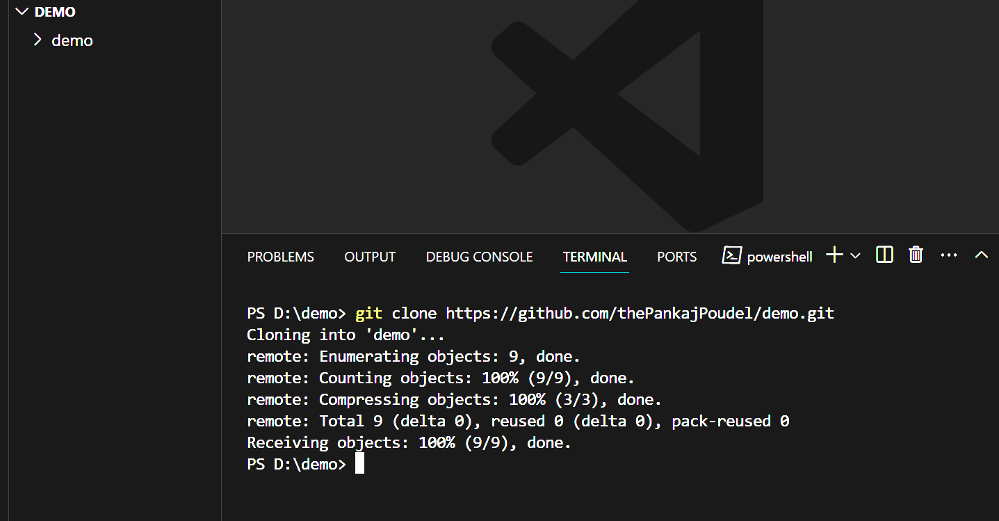 DEMO
demo
PROBLEMS OUTPUT DEBUG CONSOLE TERMINAL PORTS powershell
PS D:\demo> git clone https://github.com/thePankajPoudel/demo.git
Cloning into 'demo'...
remote: Enumerating objects: 9, done.
remote: Counting objects: 100% (9/9), done.
remote: Compressing objects: 100% (3/3), done.
remote: Total 9 (delta 0), reused 0 (delta 0), pack-reused 0
Receiving objects: 100% (9/9), done.
PS D:\demo>